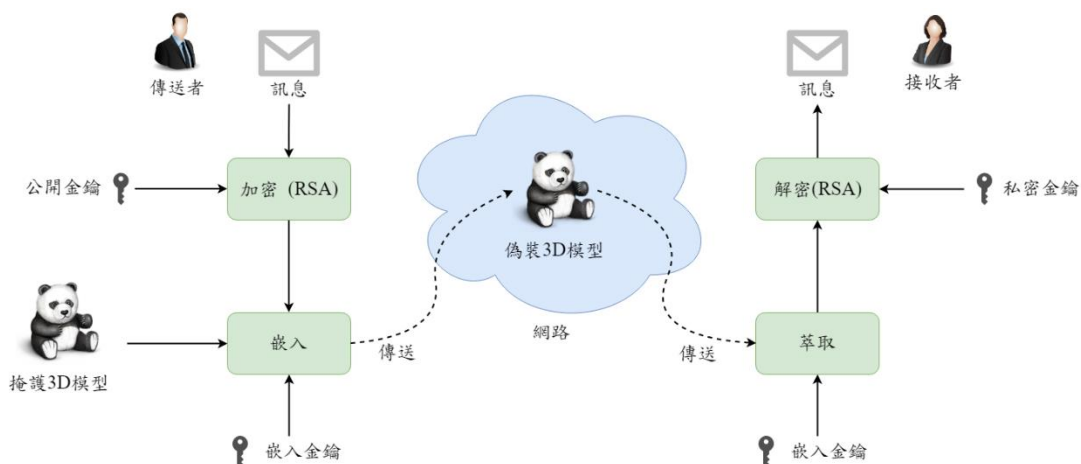 傳送者
訊息
訊息
接收者
公開金鑰
加密 (RSA)
解密(RSA)
私密金鑰
偽裝3D模型
網路
嵌入
傳送
傳送
萃取
掩護3D模型
嵌入金鑰
嵌入金鑰